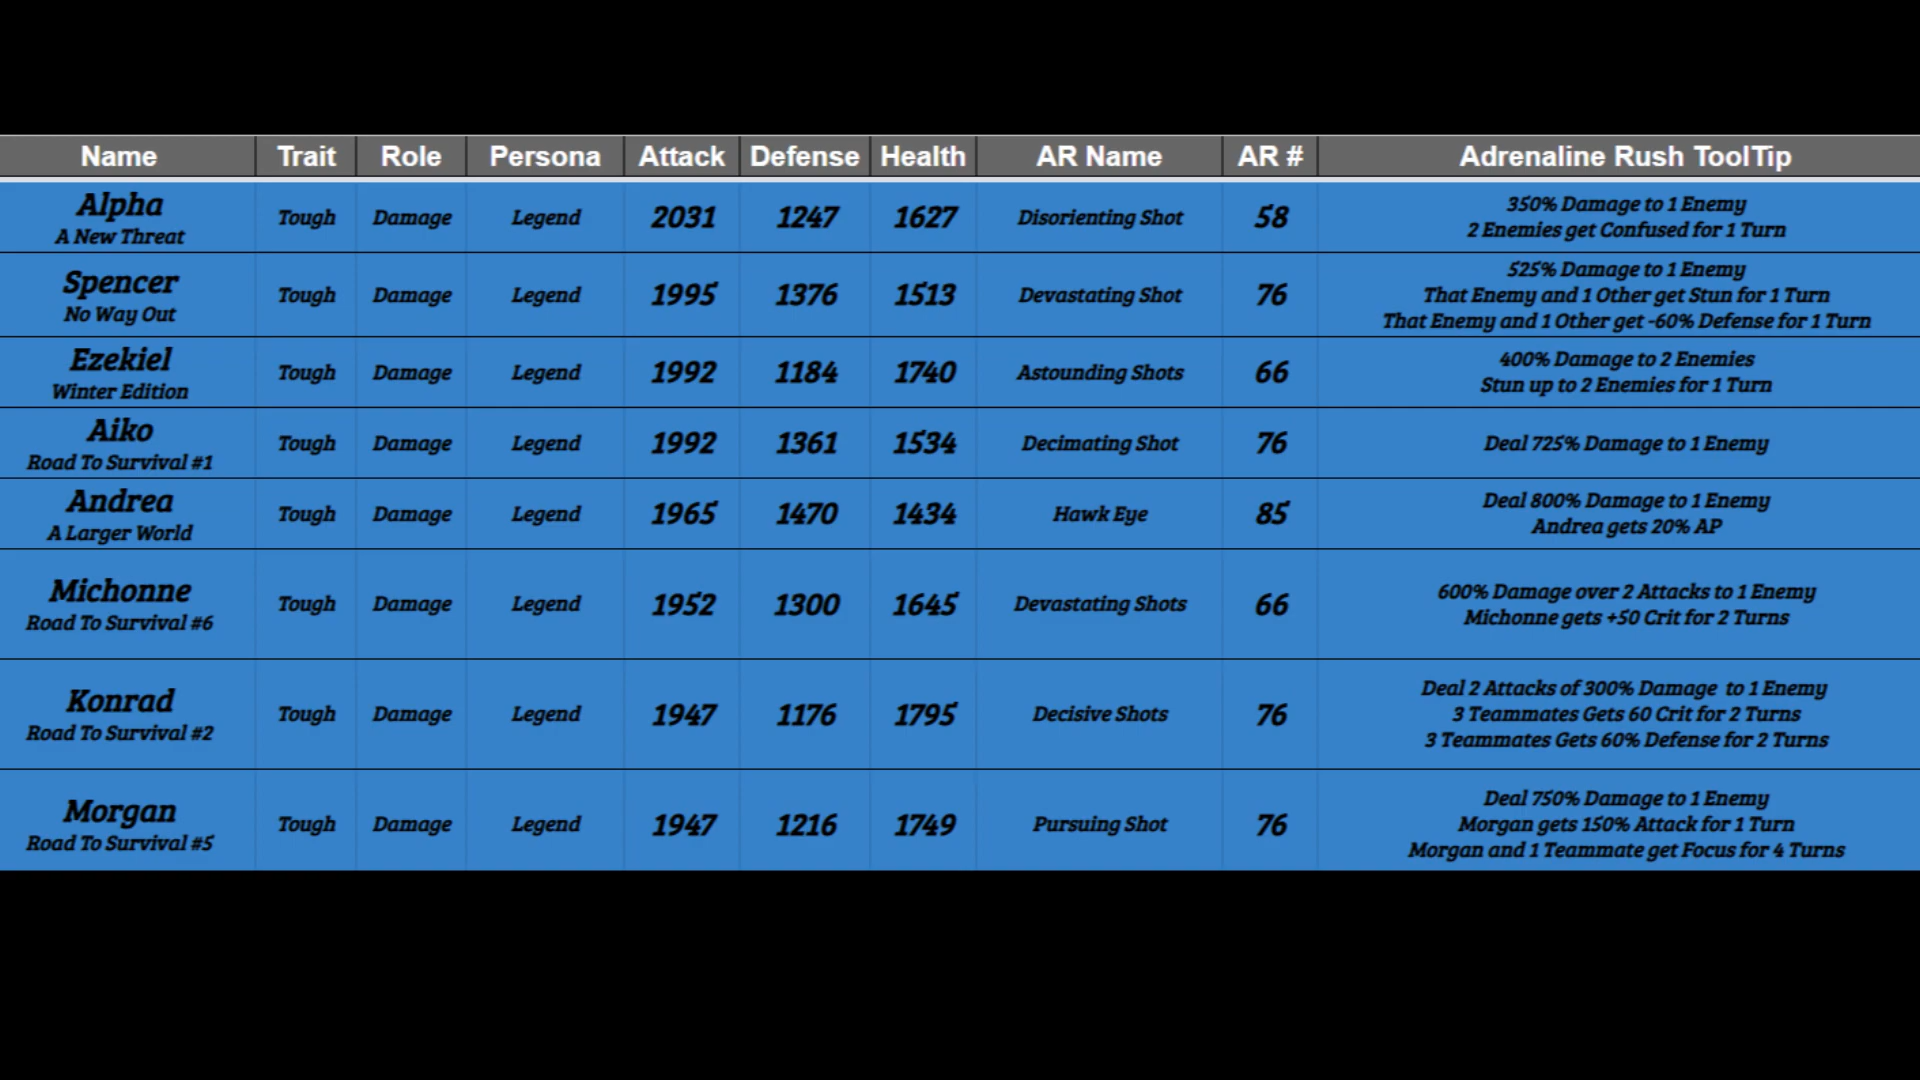 Name Trait Role Persona Attack Defense Health AR Name AR # Adrenaline Rush ToolTip
Alpha
A New Threat
Tough Damage Legend 2031 1247 1627 Disorienting Shot 58
350% Damage to 1 Enemy
2 Enemies get Confused for 1 Turn
Spencer
No Way Out
Tough Damage Legend 1995 1376 1513 Devastating Shot 76
525% Damage to 1 Enemy
That Enemy and 1 Other get Stun for 1 Turn
That Enemy and 1 Other get -60% Defense for 1 Turn
Ezekiel
Winter Edition
Tough Damage Legend 1992 1184 1740 Astounding Shots 66
400% Damage to 2 Enemies
Stun up to 2 Enemies for 1 Turn
Aiko
Road To Survival #1
Tough Damage Legend 1992 1361 1534 Decimating Shot 76
Deal 725% Damage to 1 Enemy
Andrea
A Larger World
Tough Damage Legend 1965 1470 1434 Hawk Eye 85
Deal 800% Damage to 1 Enemy
Andrea gets 20% AP
Michonne
Road To Survival #6
Tough Damage Legend 1952 1300 1645 Devastating Shots 66
600% Damage over 2 Attacks to 1 Enemy
Michonne gets +50 Crit for 2 Turns
Konrad
Road To Survival #2
Tough Damage Legend 1947 1176 1795 Decisive Shots 76
Deal 2 Attacks of 300% Damage to 1 Enemy
3 Teammates Gets 60 Crit for 2 Turns
3 Teammates Gets 60% Defense for 2 Turns
Morgan
Road To Survival #5
Tough Damage Legend 1947 1216 1749 Pursuing Shot 76
Deal 750% Damage to 1 Enemy
Morgan gets 150% Attack for 1 Turn
Morgan and 1 Teammate get Focus for 4 Turns